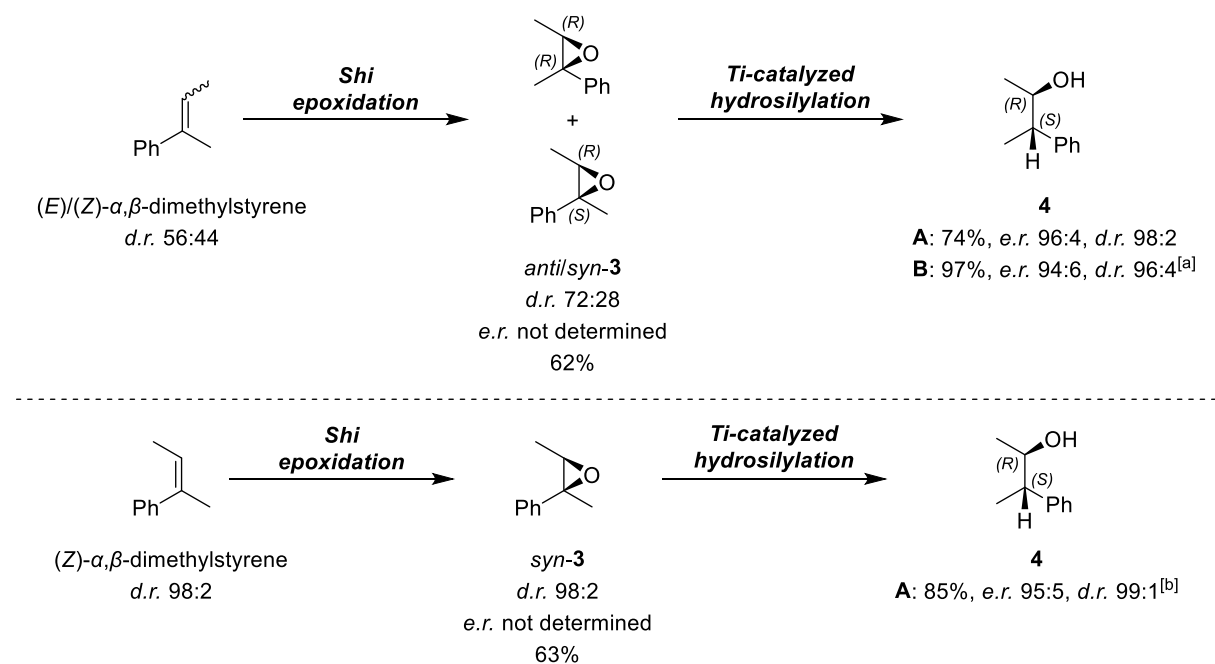 Ph
(E)/(Z)-α,β-dimethylstyrene
d.r. 56:44
Shi
epoxidation
(R)
O
(R)
Ph
+
(R)
O
Ph
(S)
anti/syn-3
d.r. 72:28
e.r. not determined
62%
Ti-catalyzed
hydrosilylation
OH
(R)
(S)
Ph
H
4
A: 74%, e.r. 96:4, d.r. 98:2
B: 97%, e.r. 94:6, d.r. 96:4[a]
Ph
(Z)-α,β-dimethylstyrene
d.r. 98:2
Shi
epoxidation
O
Ph
syn-3
d.r. 98:2
e.r. not determined
63%
Ti-catalyzed
hydrosilylation
OH
(R)
(S)
Ph
H
4
A: 85%, e.r. 95:5, d.r. 99:1[b]